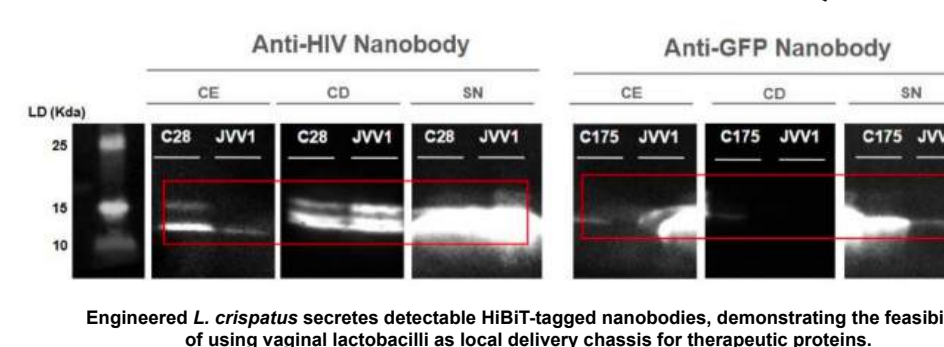 Anti-HIV Nanobody Anti-GFP Nanobody
CE CD SN CE CD SN
LD (Kda)
C28 JVV1 C28 JVV1 C28 JVV1 C175 JVV1 C175 JVV1 C175 JVV
25
15
10
Engineered L. crispatus secretes detectable HiBiT-tagged nanobodies, demonstrating the feasibi
of using vaginal lactobacilli as local delivery chassis for therapeutic proteins.